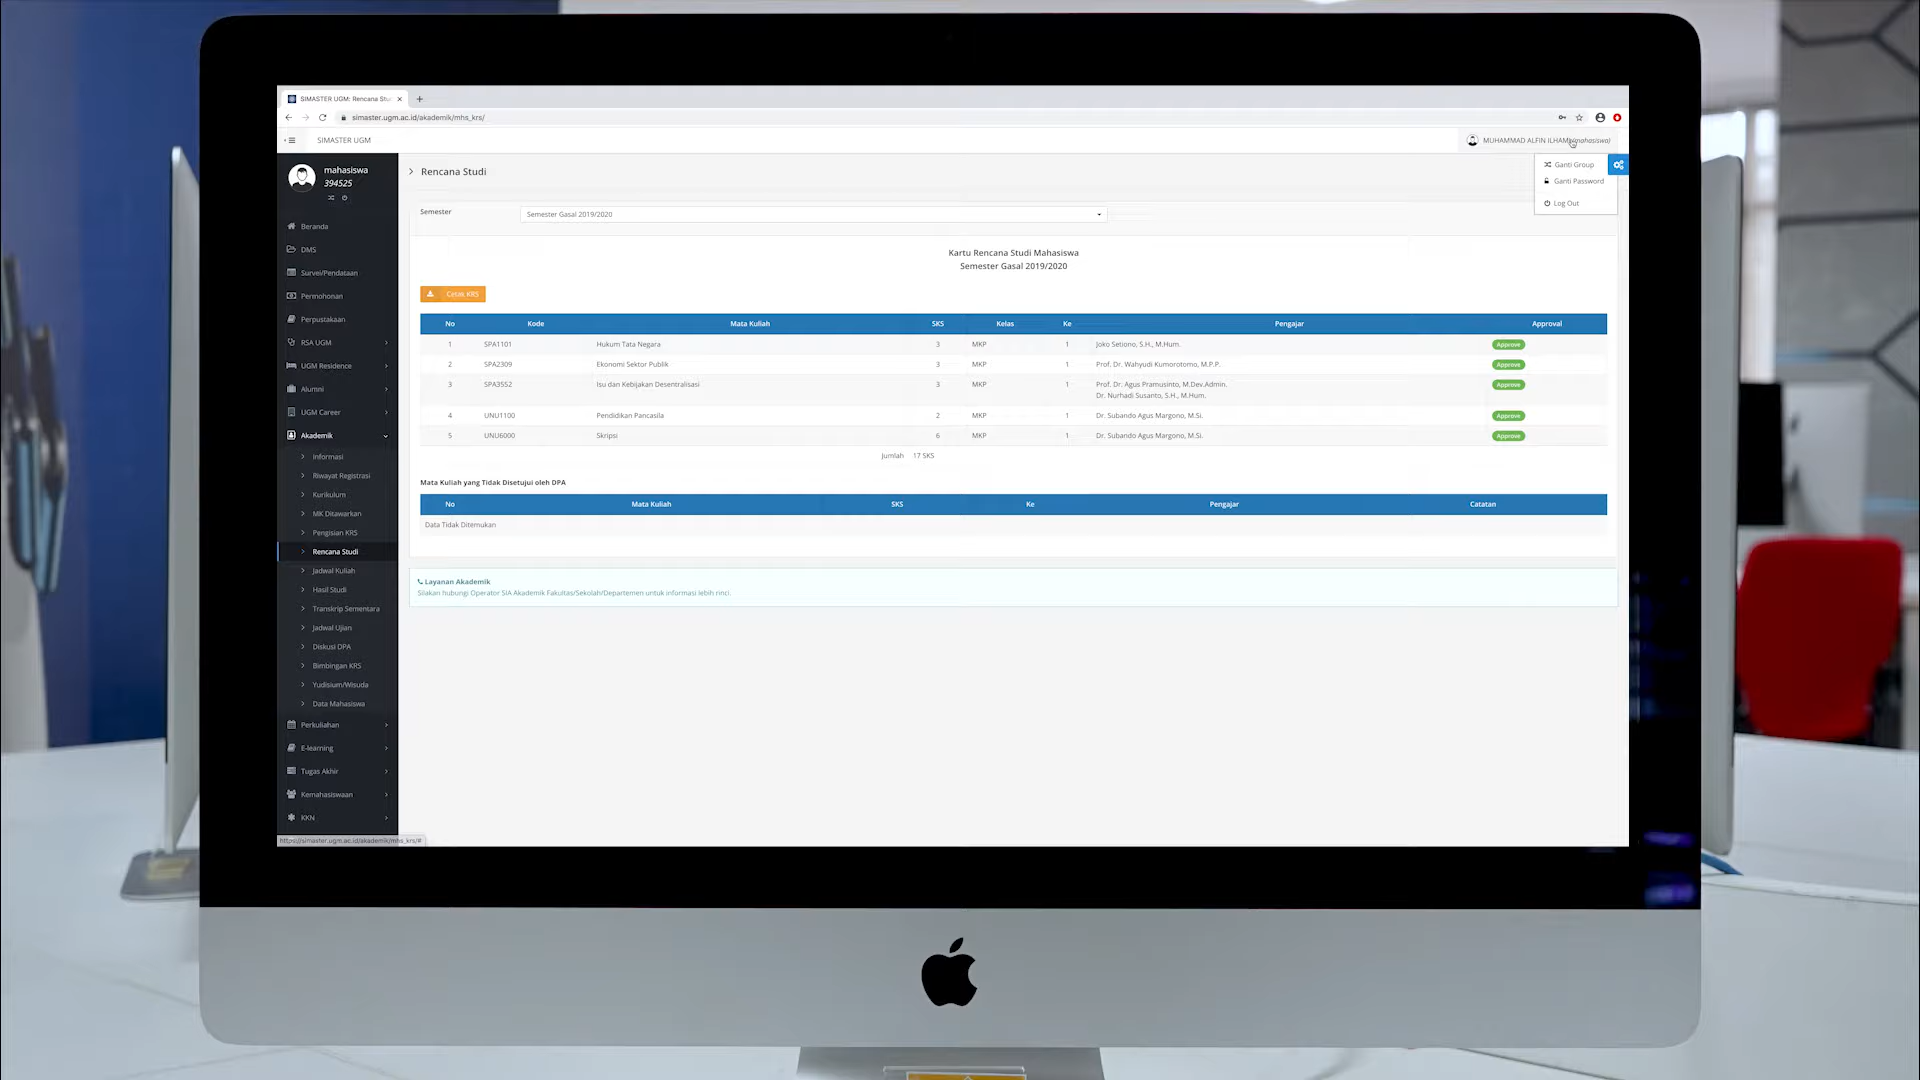 SIMASTER UGM: Rencana Stu
simaster.ugm.ac.id/akademik/mhs_krs/
SIMASTER UGM
MUHAMMAD ALFIN ILHAM (mahasiswa)
mahasiswa
394525
Ganti Group
Ganti Password
Log Out
Beranda
DMS
Survei/Pendataan
Permohonan
Perpustakaan
RSA UGM
UGM Residence
Alumni
UGM Career
Akademik
Informasi
Riwayat Registrasi
Kurikulum
MK Ditawarkan
Pengisian KRS
Rencana Studi
Jadwal Kuliah
Hasil Studi
Transkrip Sementara
Jadwal Ujian
Diskusi DPA
Bimbingan KRS
Yudisium/Wisuda
Data Mahasiswa
Perkuliahan
E-learning
Tugas Akhir
Kemahasiswaan
KKN
https://simaster.ugm.ac.id/akademik/mhs_krs/#
Rencana Studi
Semester Semester Gasal 2019/2020
Kartu Rencana Studi Mahasiswa
Semester Gasal 2019/2020
Cetak KRS
No Kode Mata Kuliah SKS Kelas Ke Pengajar Approval
1 SPA1101 Hukum Tata Negara 3 MKP 1 Joko Setiono, S.H., M.Hum. Approve
2 SPA2309 Ekonomi Sektor Publik 3 MKP 1 Prof. Dr. Wahyudi Kumorotomo, M.P.P. Approve
3 SPA3552 Isu dan Kebijakan Desentralisasi 3 MKP 1 Prof. Dr. Agus Pramusinto, M.Dev.Admin. Approve
Dr. Nurhadi Susanto, S.H., M.Hum.
4 UNU1100 Pendidikan Pancasila 2 MKP 1 Dr. Subando Agus Margono, M.Si. Approve
5 UNU6000 Skripsi 6 MKP 1 Dr. Subando Agus Margono, M.Si. Approve
Jumlah 17 SKS
Mata Kuliah yang Tidak Disetujui oleh DPA
No Mata Kuliah SKS Ke Pengajar Catatan
Data Tidak Ditemukan
Layanan Akademik
Silakan hubungi Operator SIA Akademik Fakultas/Sekolah/Departemen untuk informasi lebih rinci.